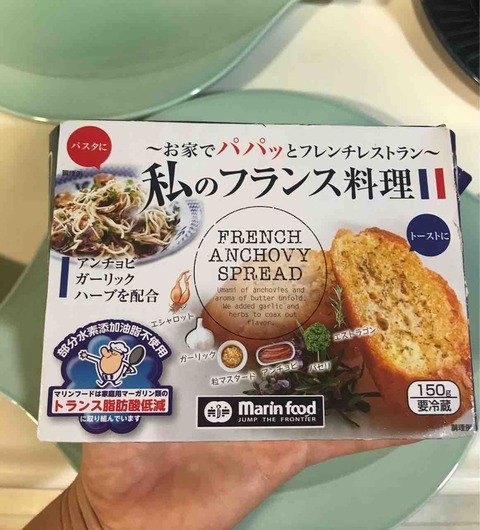 パスタに
～お家でパパッとフレンチレストラン～
私のフランス料理
トーストに
調理例
FRENCH
ANCHOVY
SPREAD
Umami of anchovies and
aroma of butter unfold.
We added garlic and
herbs to coax out
flavor.
アンチョビ
ガーリック
ハーブを配合
エシャロット
ガーリック
粒マスタード
アンチョビ
パセリ
エストラゴン
部分水素添加油脂不使用
マリンフードは家庭用マーガリン類の
トランス脂肪酸低減
に取り組んでいます
marin food
JUMP THE FRONTIER
150g
要冷蔵
調理例